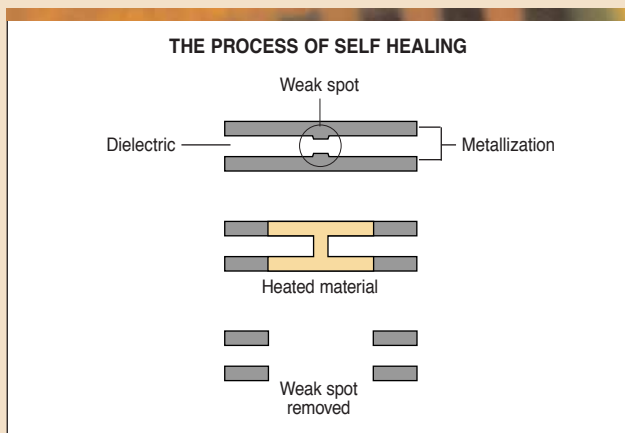 THE PROCESS OF SELF HEALING
Weak spot
Dielectric
Metallization
Heated material
Weak spot
removed